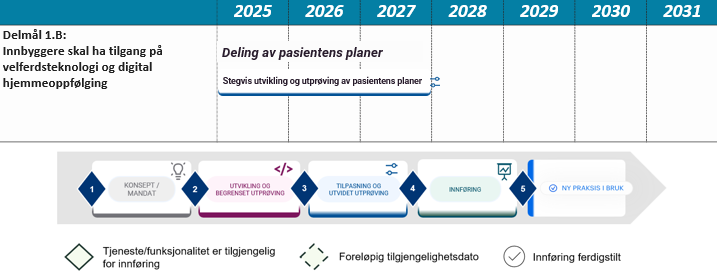 2025 2026 2027 2028 2029 2030 2031
Delmål 1.B:
Innbyggere skal ha tilgang på
velferdsteknologi og digital
hjemmeoppfølging
Deling av pasientens planer
Stegvis utvikling og utprøving av pasientens planer
1
KONSEPT /
MANDAT
2
UTVIKLING OG
BEGRENSET UTPRØVING
3
TILPASNING OG
UTVIDET UTPRØVING
4
INNFØRING
5
NY PRAKSIS I BRUK
Tjeneste/funksjonalitet er tilgjengelig
for innføring
Foreløpig tilgjengelighetsdato
Innføring ferdigstilt